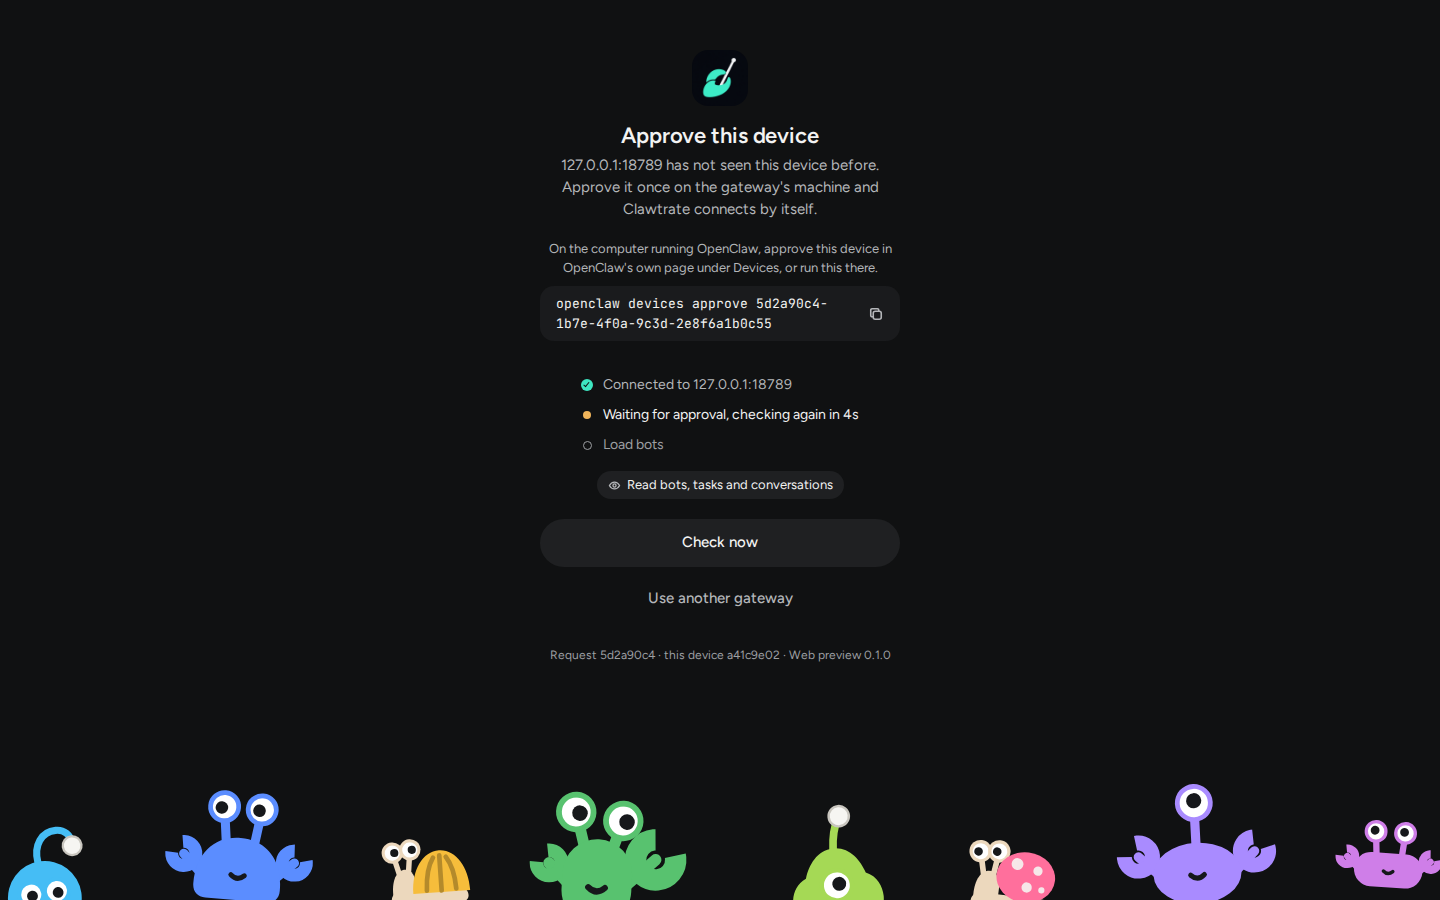 Approve this device
127.0.0.1:18789 has not seen this device before.
Approve it once on the gateway's machine and
Clawtrate connects by itself.
On the computer running OpenClaw, approve this device in
OpenClaw's own page under Devices, or run this there.
openclaw devices approve 5d2a90c4-
1b7e-4f0a-9c3d-2e8f6a1b0c55
Connected to 127.0.0.1:18789
Waiting for approval, checking again in 4s
Load bots
Read bots, tasks and conversations
Check now
Use another gateway
Request 5d2a90c4 · this device a41c9e02 · Web preview 0.1.0